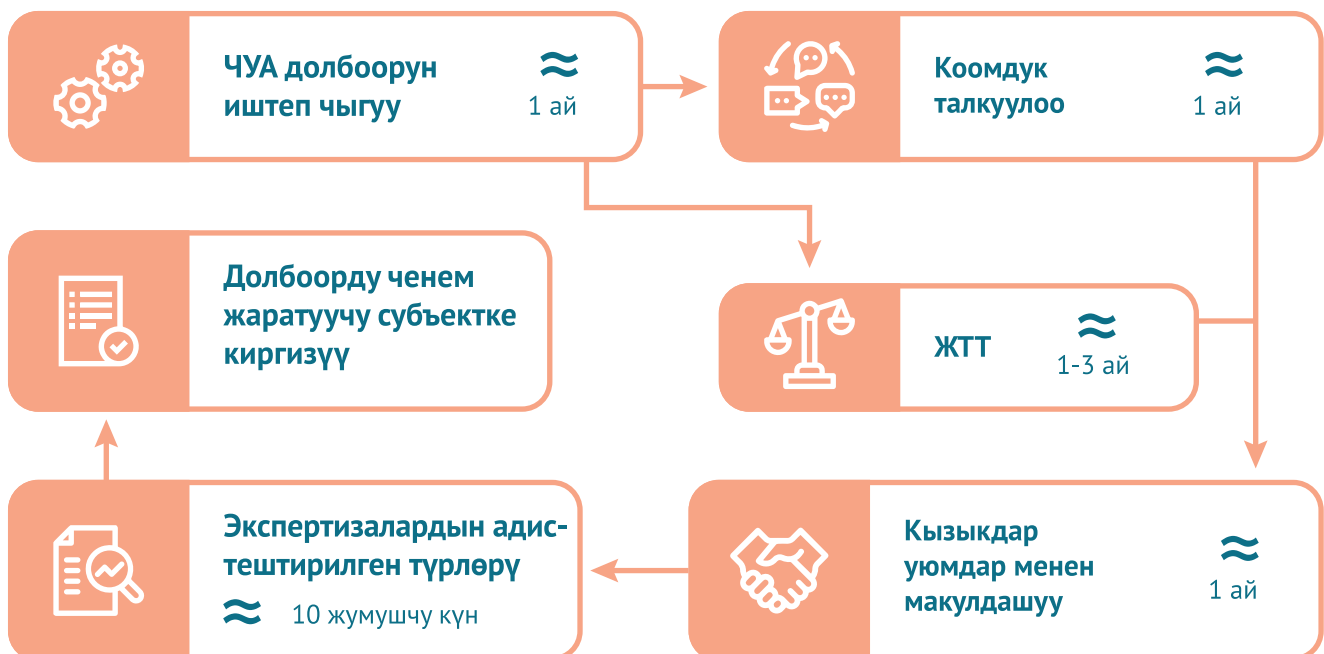 ЧУА долбоорун
иштеп чыгуу
≈
1 ай
Коомдук
талкуулоо
≈
1 ай
Долбоорду ченем
жаратуучу субъектке
киргизүү
ЖТТ
≈
1-3 ай
Экспертизалардын адис-
тештирилген түрлөрү
≈ 10 жумушчу күн
Кызыкдар
уюмдар менен
макулдашуу
≈
1 ай